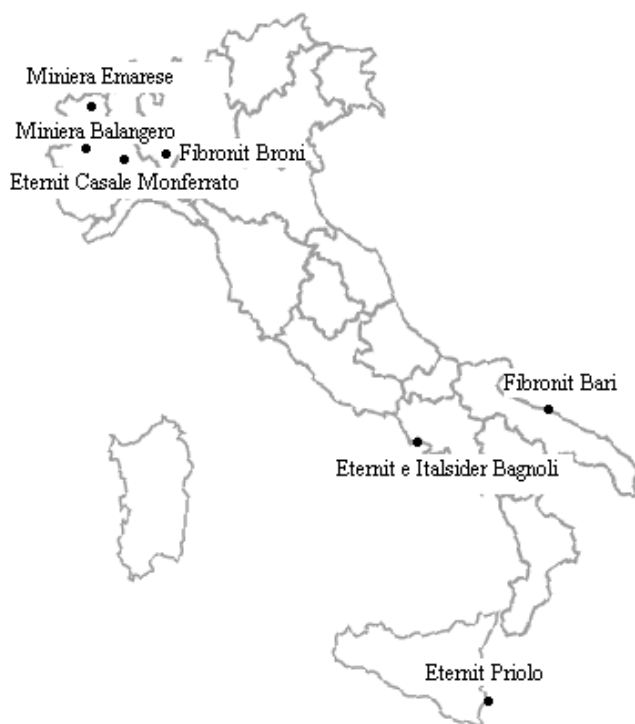 Miniera Emarese
Miniera Balangero
Fibronit Broni
Eternit Casale Monferrato
Fibronit Bari
Eternit e Italsider Bagnoli
Eternit Priolo